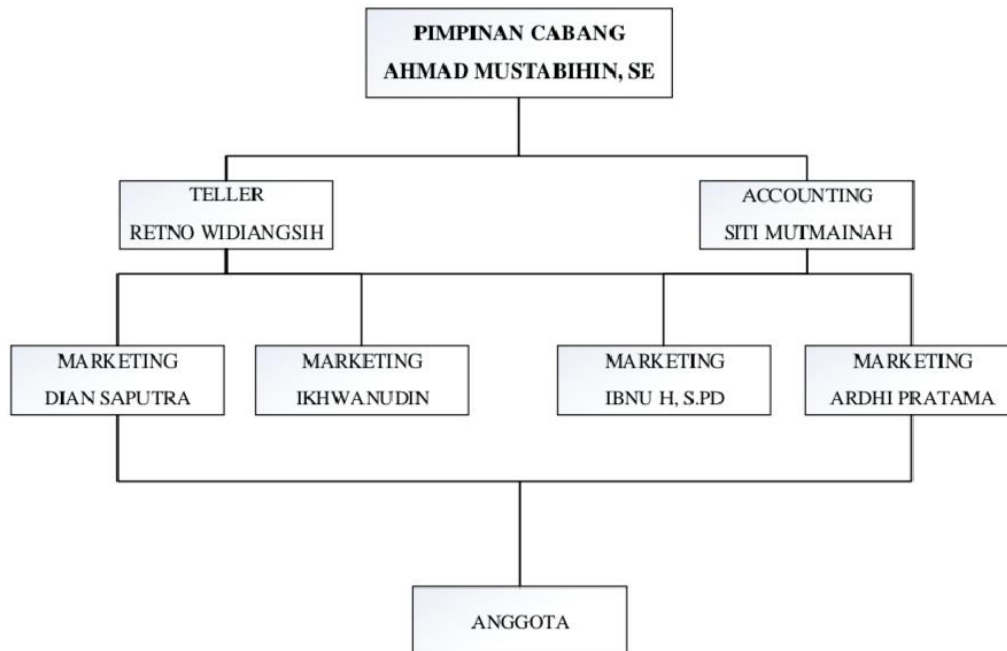 PIMPINAN CABANG
AHMAD MUSTABIHIN, SE
TELLER
RETNO WIDIANGSIH
ACCOUNTING
SITI MUTMAINAH
MARKETING
DIAN SAPUTRA
MARKETING
IKHWANUDIN
MARKETING
IBNU H, S.PD
MARKETING
ARDHI PRATAMA
ANGGOTA